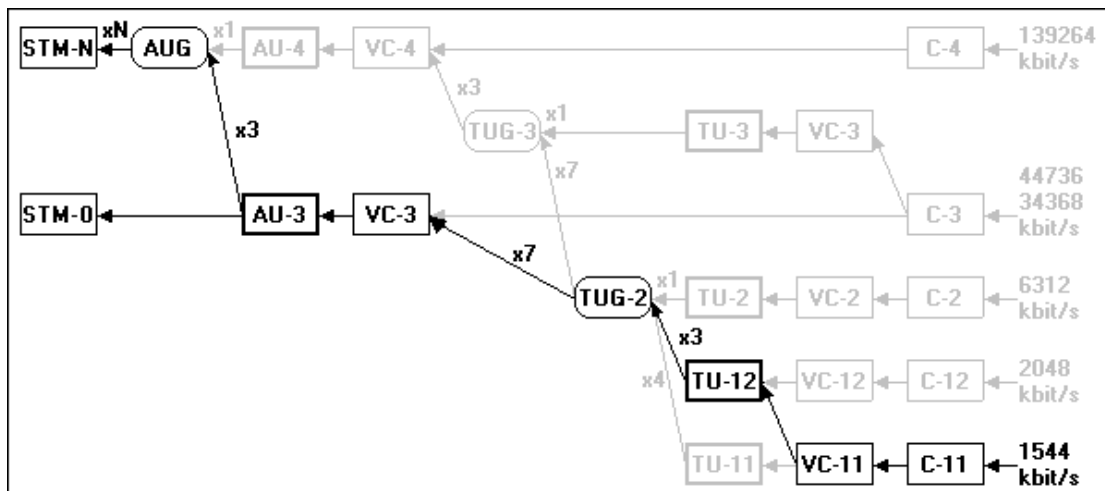 xN
x1
139264
STM-N
AUG
AU-4
VC-4
C-4
kbit/s
x3
x1
TUG-3
TU-3
VC-3
x3
x7
44736
34368
STM-0
AU-3
VC-3
C-3
kbit/s
x7
x1
6312
TUG-2
TU-2
VC-2
C-2
kbit/s
x3
2048
x4
TU-12
VC-12
C-12
kbit/s
1544
TU-11
VC-11
C-11
kbit/s